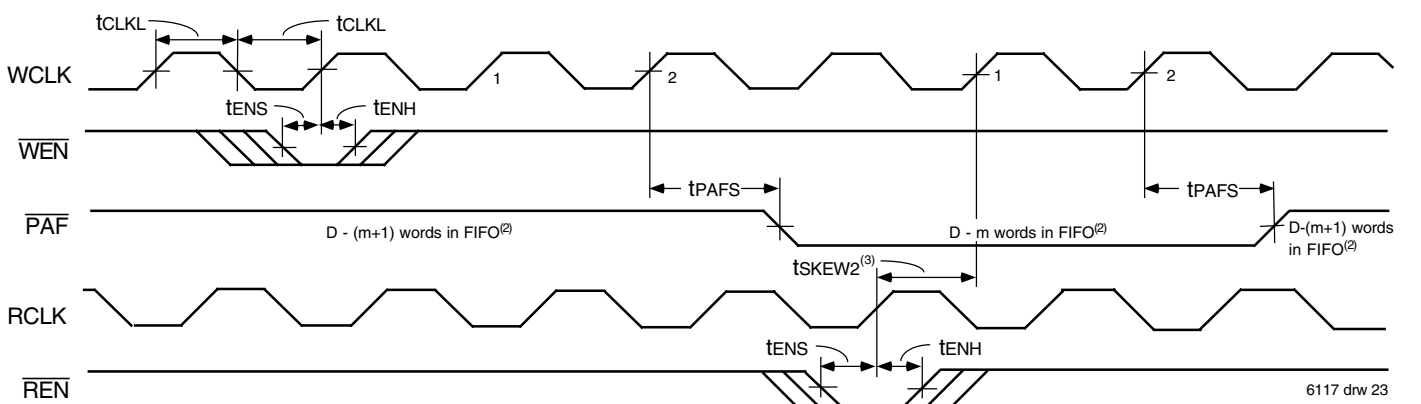 tCLKL tCLKL
WCLK 1 2 1 2
tENS tENH
WEN
tPAFS tPAFS
PAF
D - (m+1) words in FIFO(2) D - m words in FIFO(2) D-(m+1) words
in FIFO(2)
tSKEW2(3)
RCLK
tENS tENH
REN
6117 drw 23